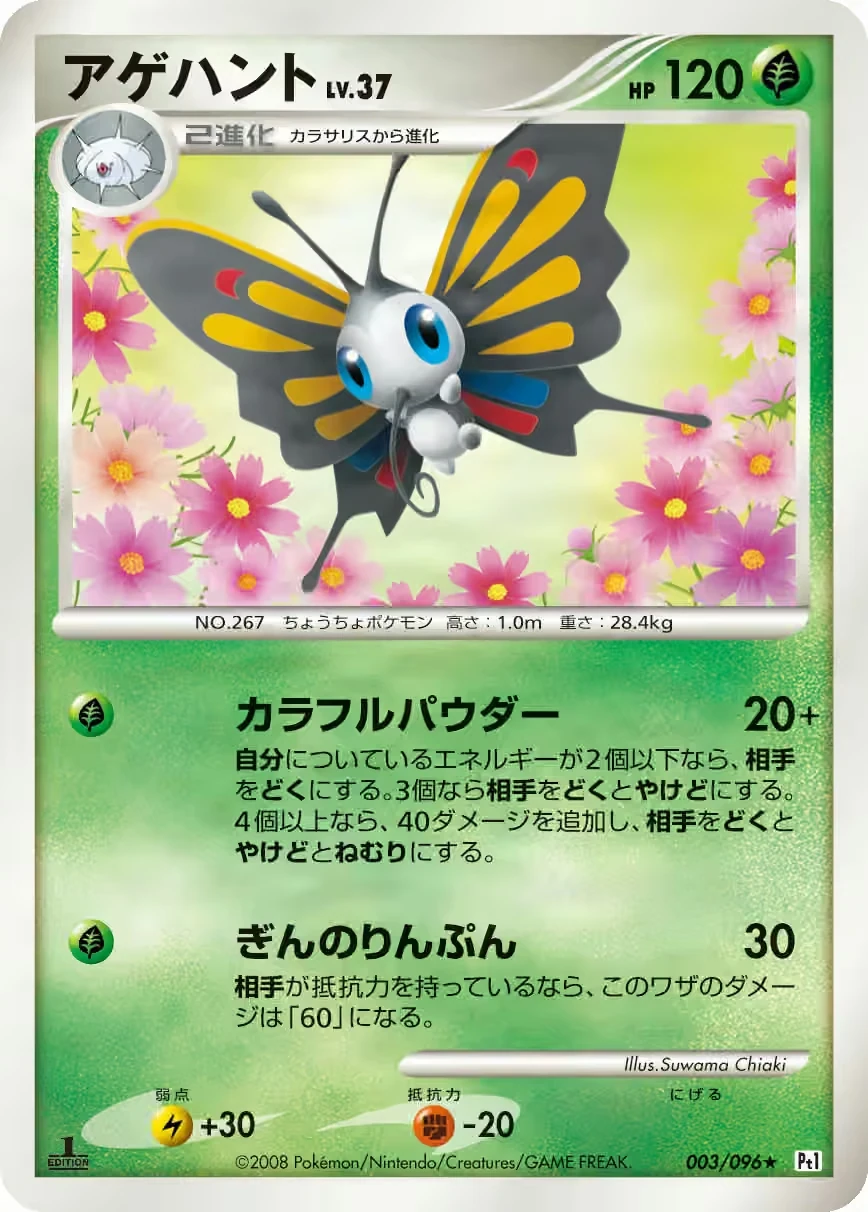 アゲハント LV.37 HP 120
2進化 カラサリスから進化
NO.267 ちょうちょポケモン 高さ:1.0m 重さ:28.4kg
カラフルパウダー 20+
自分についているエネルギーが2個以下なら、相手
をどくにする。3個なら相手をどくとやけどにする。
4個以上なら、40ダメージを追加し、相手をどくと
やけどとねむりにする。
ぎんのりんぷん 30
相手が抵抗力を持っているなら、このワザのダメー
ジは「60」になる。
Illus.Suwama Chiaki
弱点 抵抗力 にげる
+30 -20
1
EDITION
©2008 Pokémon/Nintendo/Creatures/GAME FREAK. 003/096★ Pt1